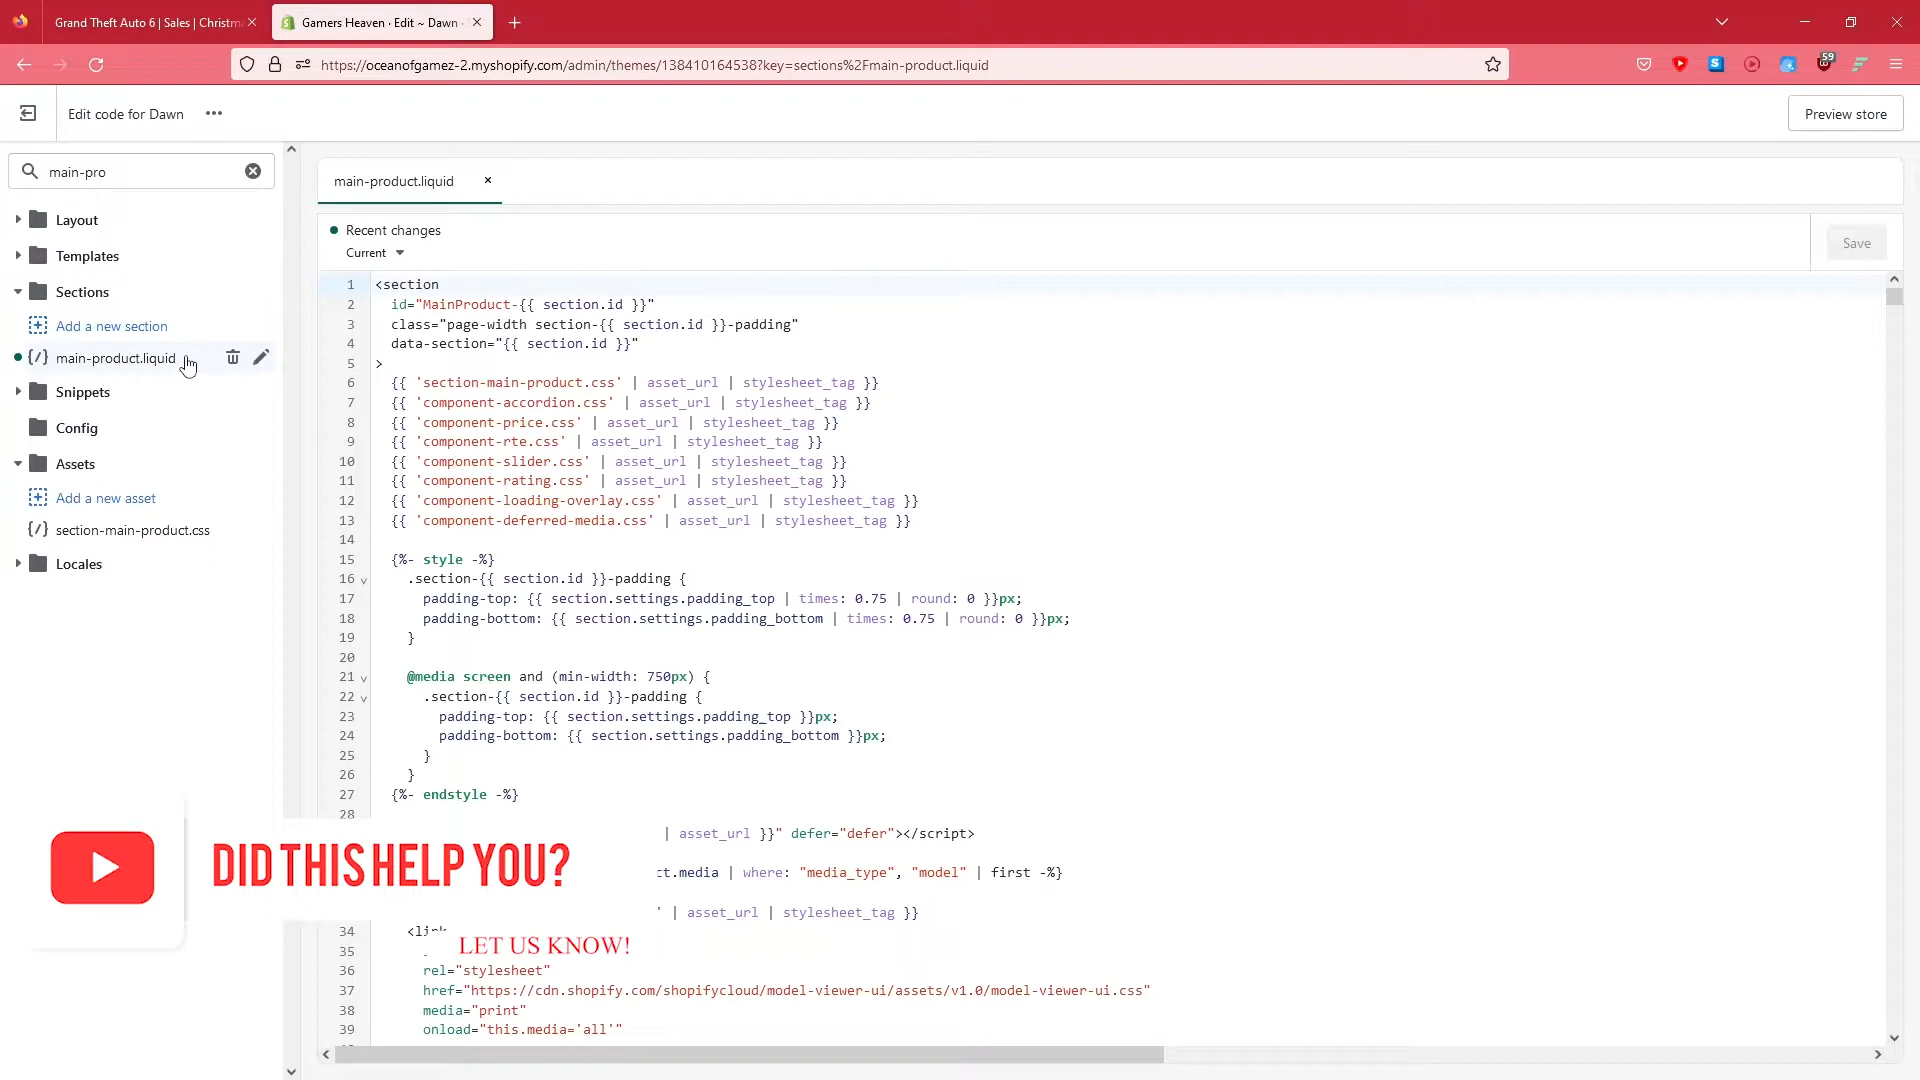 Grand Theft Auto 6 | Sales | Christm
Gamers Heaven · Edit ~ Dawn ·
https://oceanofgamez-2.myshopify.com/admin/themes/138410164538?key=sections%2Fmain-product.liquid
59
Edit code for Dawn
Preview store
main-pro
Layout
Templates
Sections
Add a new section
main-product.liquid
Snippets
Config
Assets
Add a new asset
section-main-product.css
Locales
main-product.liquid
Recent changes
Current
Save
1 <section
2 id="MainProduct-{{ section.id }}"
3 class="page-width section-{{ section.id }}-padding"
4 data-section="{{ section.id }}"
5 >
6 {{ 'section-main-product.css' | asset_url | stylesheet_tag }}
7 {{ 'component-accordion.css' | asset_url | stylesheet_tag }}
8 {{ 'component-price.css' | asset_url | stylesheet_tag }}
9 {{ 'component-rte.css' | asset_url | stylesheet_tag }}
10 {{ 'component-slider.css' | asset_url | stylesheet_tag }}
11 {{ 'component-rating.css' | asset_url | stylesheet_tag }}
12 {{ 'component-loading-overlay.css' | asset_url | stylesheet_tag }}
13 {{ 'component-deferred-media.css' | asset_url | stylesheet_tag }}
14
15 {%- style -%}
16 .section-{{ section.id }}-padding {
17 padding-top: {{ section.settings.padding_top | times: 0.75 | round: 0 }}px;
18 padding-bottom: {{ section.settings.padding_bottom | times: 0.75 | round: 0 }}px;
19 }
20
21 @media screen and (min-width: 750px) {
22 .section-{{ section.id }}-padding {
23 padding-top: {{ section.settings.padding_top }}px;
24 padding-bottom: {{ section.settings.padding_bottom }}px;
25 }
26 }
27 {%- endstyle -%}
28
| asset_url }}" defer="defer"></script>
ct.media | where: "media_type", "model" | first -%}
' | asset_url | stylesheet_tag }}
34 <link
35
36 rel="stylesheet"
37 href="https://cdn.shopify.com/shopifycloud/model-viewer-ui/assets/v1.0/model-viewer-ui.css"
38 media="print"
39 onload="this.media='all'"
DID THIS HELP YOU?
LET US KNOW!